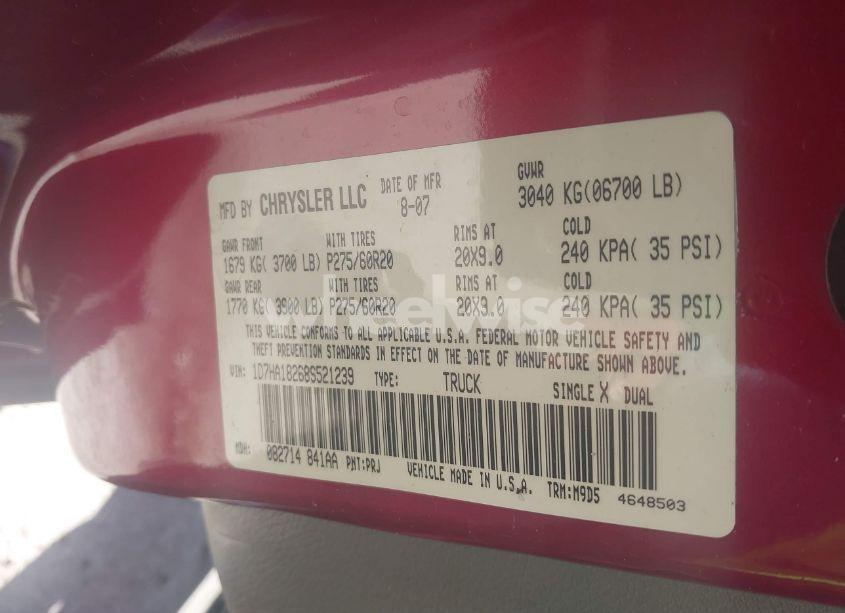 MFD BY CHRYSLER LLC DATE OF MFR 8-07 GVWR 3040 KG(06700 LB)
GAWR FRONT WITH TIRES RIMS AT COLD
1679 KG( 3700 LB) P275/60R20 20X9.0 240 KPA( 35 PSI)
GAWR REAR WITH TIRES RIMS AT COLD
1770 KG( 3900 LB) P275/60R20 20X9.0 240 KPA( 35 PSI)
THIS VEHICLE CONFORMS TO ALL APPLICABLE U.S.A. FEDERAL MOTOR VEHICLE SAFETY AND
THEFT PREVENTION STANDARDS IN EFFECT ON THE DATE OF MANUFACTURE SHOWN ABOVE.
VIN: 1D7HA18268S521239 TYPE: TRUCK SINGLE X DUAL
MDH: 082714 841AA PNT:PRJ VEHICLE MADE IN U.S.A. TRM:M9D5 4648503